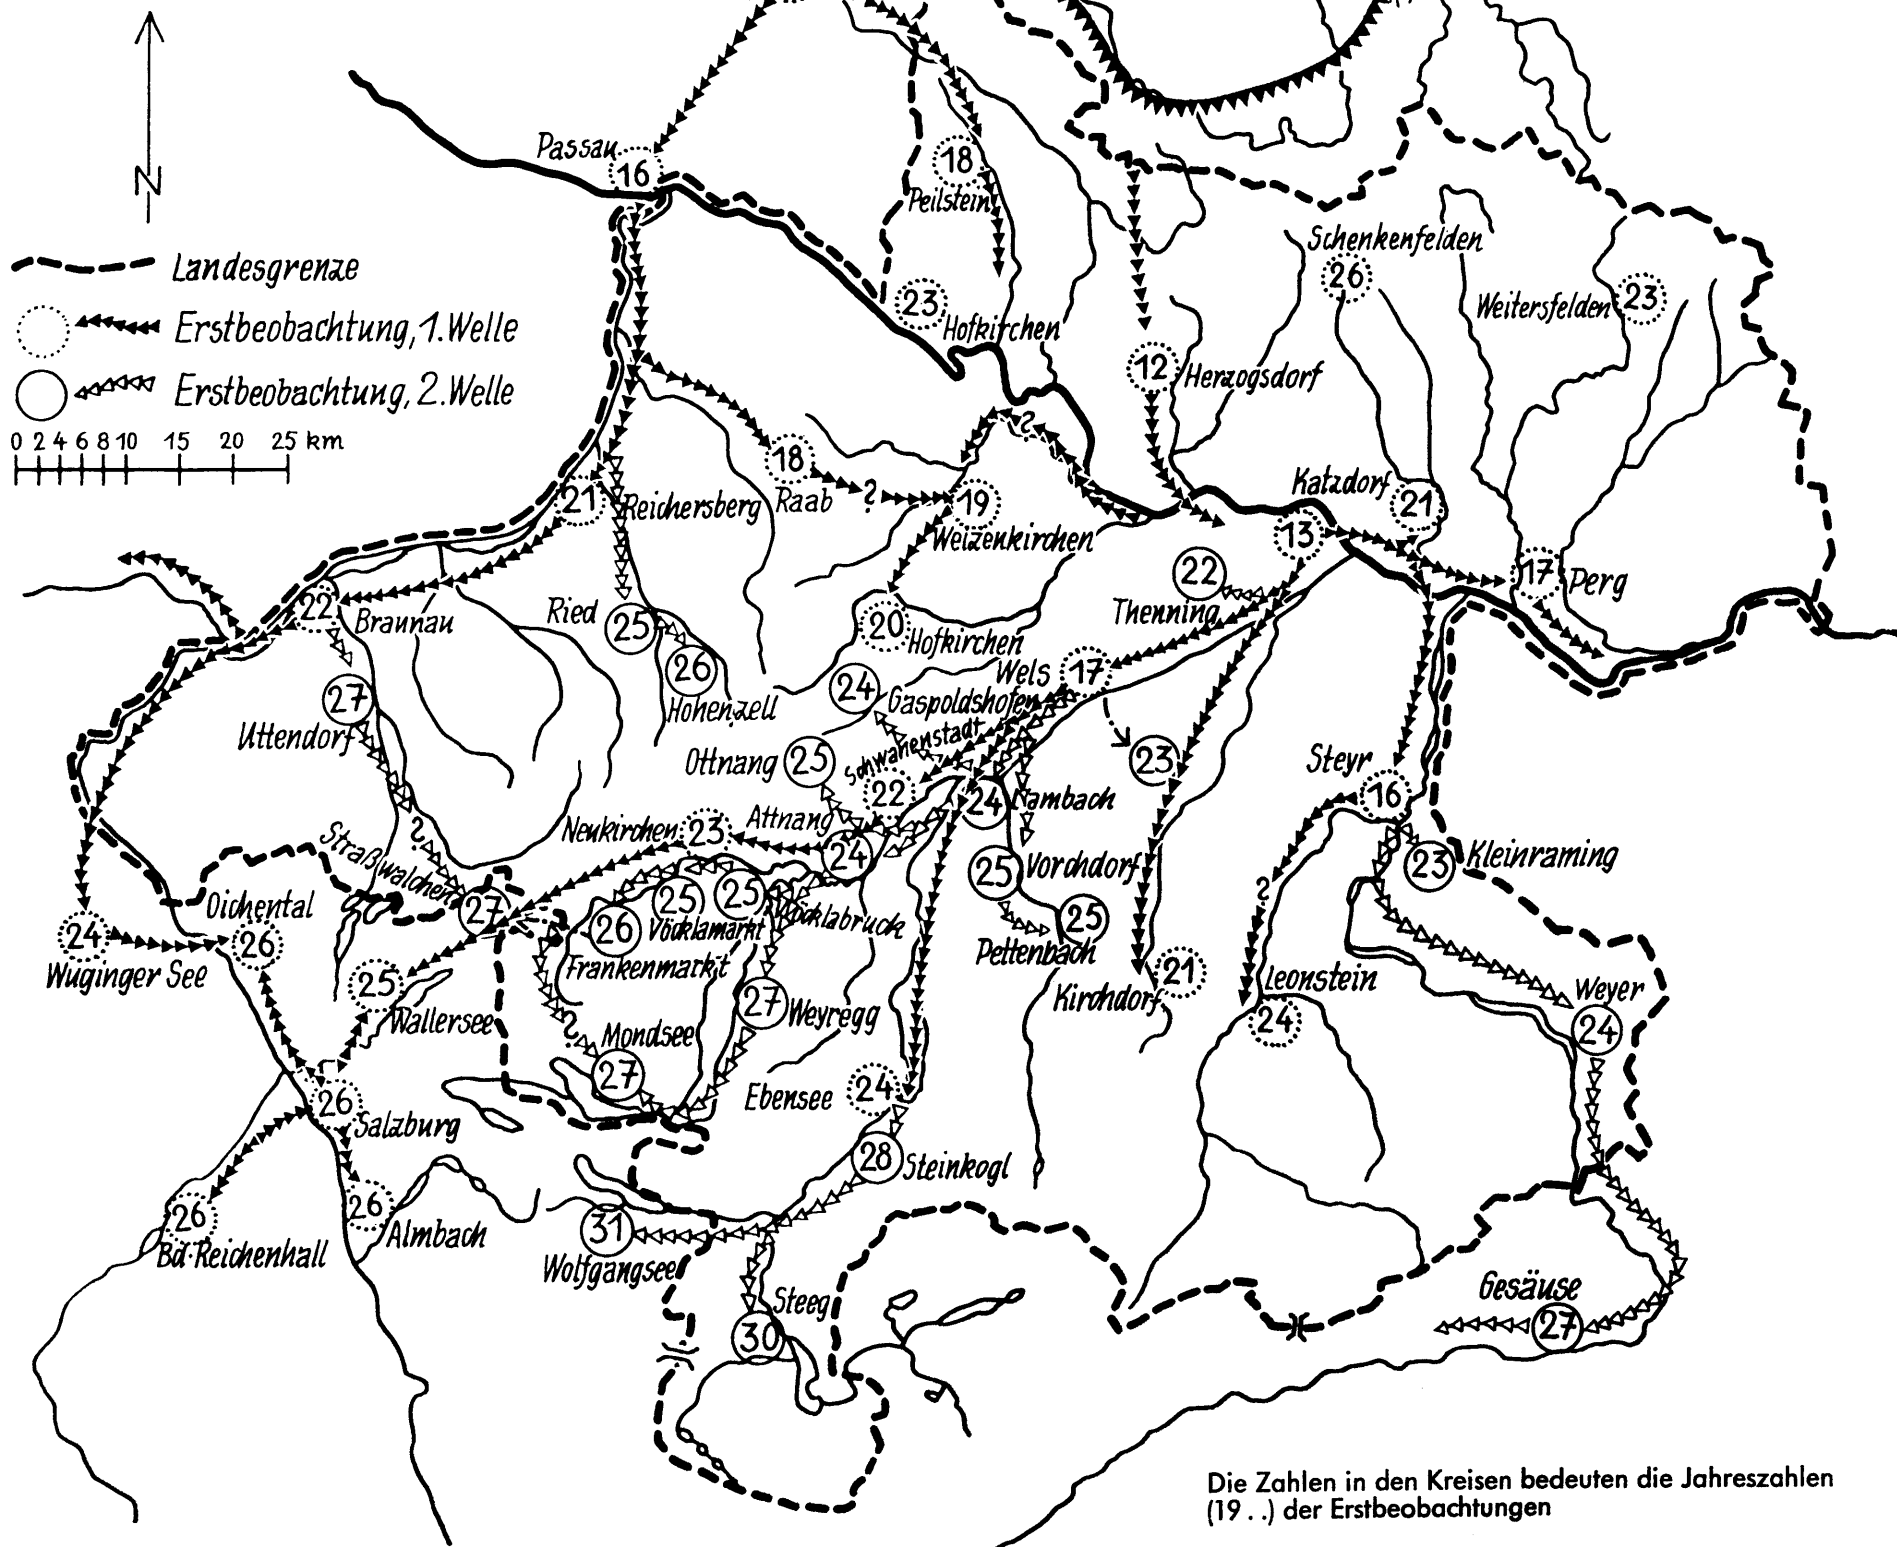 Passau
16
18
Peilstein
N
Landesgrenze
Erstbeobachtung, 1. Welle
Erstbeobachtung, 2. Welle
0 2 4 6 8 10 15 20 25 km
23
Hofkirchen
Schenkenfelden
26
Weitersfelden
23
12
Herzogsdorf
18
Raab
?
?
19
Weizenkirchen
21
Reichersberg
Katzdorf
21
13
17
Perg
22
Thenning
22
Braunau
Ried
25
26
Hohenzell
20
Hofkirchen
Wels
17
24
Gaspoldshofen
27
Uttendorf
Ottnang
25
Schwanenstadt
22
23
Steyr
16
24
Lambach
Neukirchen
23
Attnang
24
?
Straßwalchen
27
25
Vorchdorf
23
Kleinraming
25
Pettenbach
?
24
Wuginger See
Oichental
26
26
Frankenmarkt
25
Vöcklamarkt
25
Vöcklabruck
25
Wallersee
Kirchdorf
21
Leonstein
24
Weyer
24
27
Weyregg
?
Mondsee
27
Ebensee
24
26
Salzburg
28
Steinkogl
26
Bd. Reichenhall
26
Almbach
31
Wolfgangsee
Steeg
30
Gesäuse
27
Die Zahlen in den Kreisen bedeuten die Jahreszahlen
(19 . .) der Erstbeobachtungen